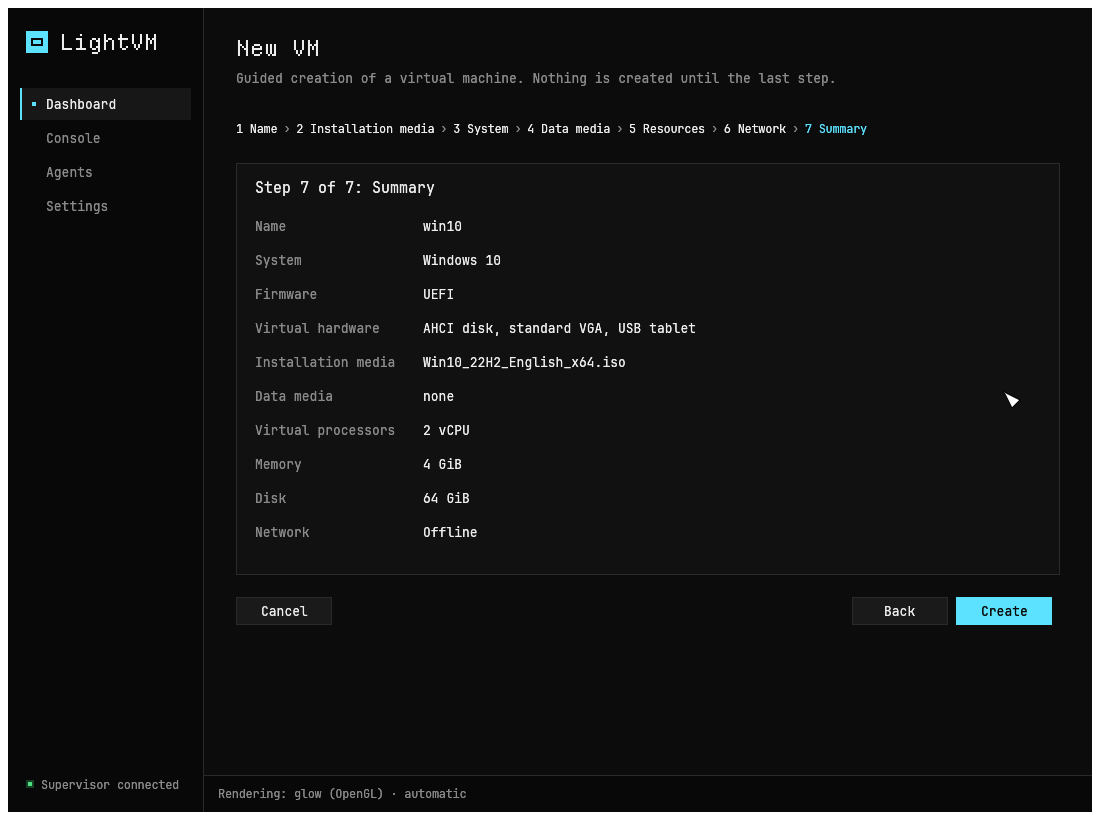 LightVM
Dashboard
Console
Agents
Settings
Supervisor connected
New VM
Guided creation of a virtual machine. Nothing is created until the last step.
1 Name › 2 Installation media › 3 System › 4 Data media › 5 Resources › 6 Network › 7 Summary
Step 7 of 7: Summary
Name win10
System Windows 10
Firmware UEFI
Virtual hardware AHCI disk, standard VGA, USB tablet
Installation media Win10_22H2_English_x64.iso
Data media none
Virtual processors 2 vCPU
Memory 4 GiB
Disk 64 GiB
Network Offline
Cancel Back Create
Rendering: glow (OpenGL) · automatic